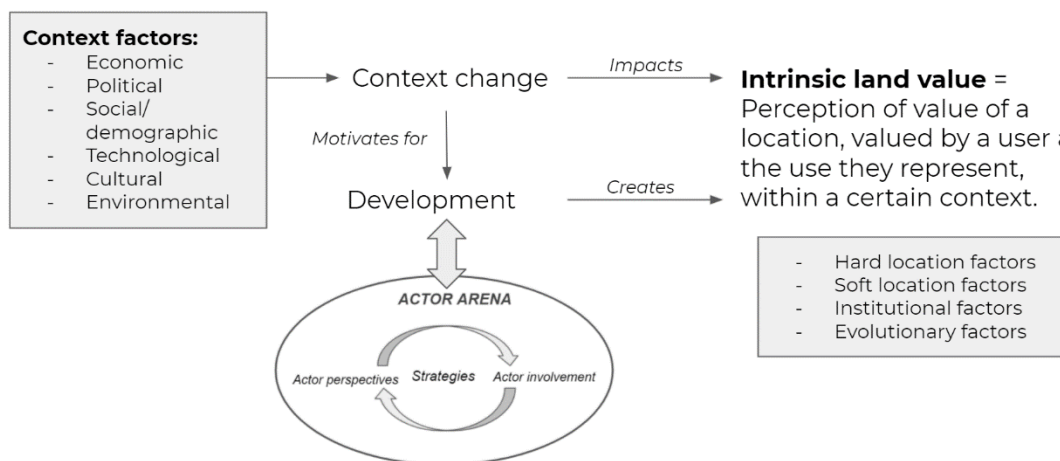 Context factors:
- Economic
- Political
- Social/
demographic
- Technological
- Cultural
- Environmental
Context change
Impacts
Motivates for
Development
Creates
Intrinsic land value =
Perception of value of a
location, valued by a user
the use they represent,
within a certain context.
- Hard location factors
- Soft location factors
- Institutional factors
- Evolutionary factors
ACTOR ARENA
Actor perspectives
Strategies
Actor involvement